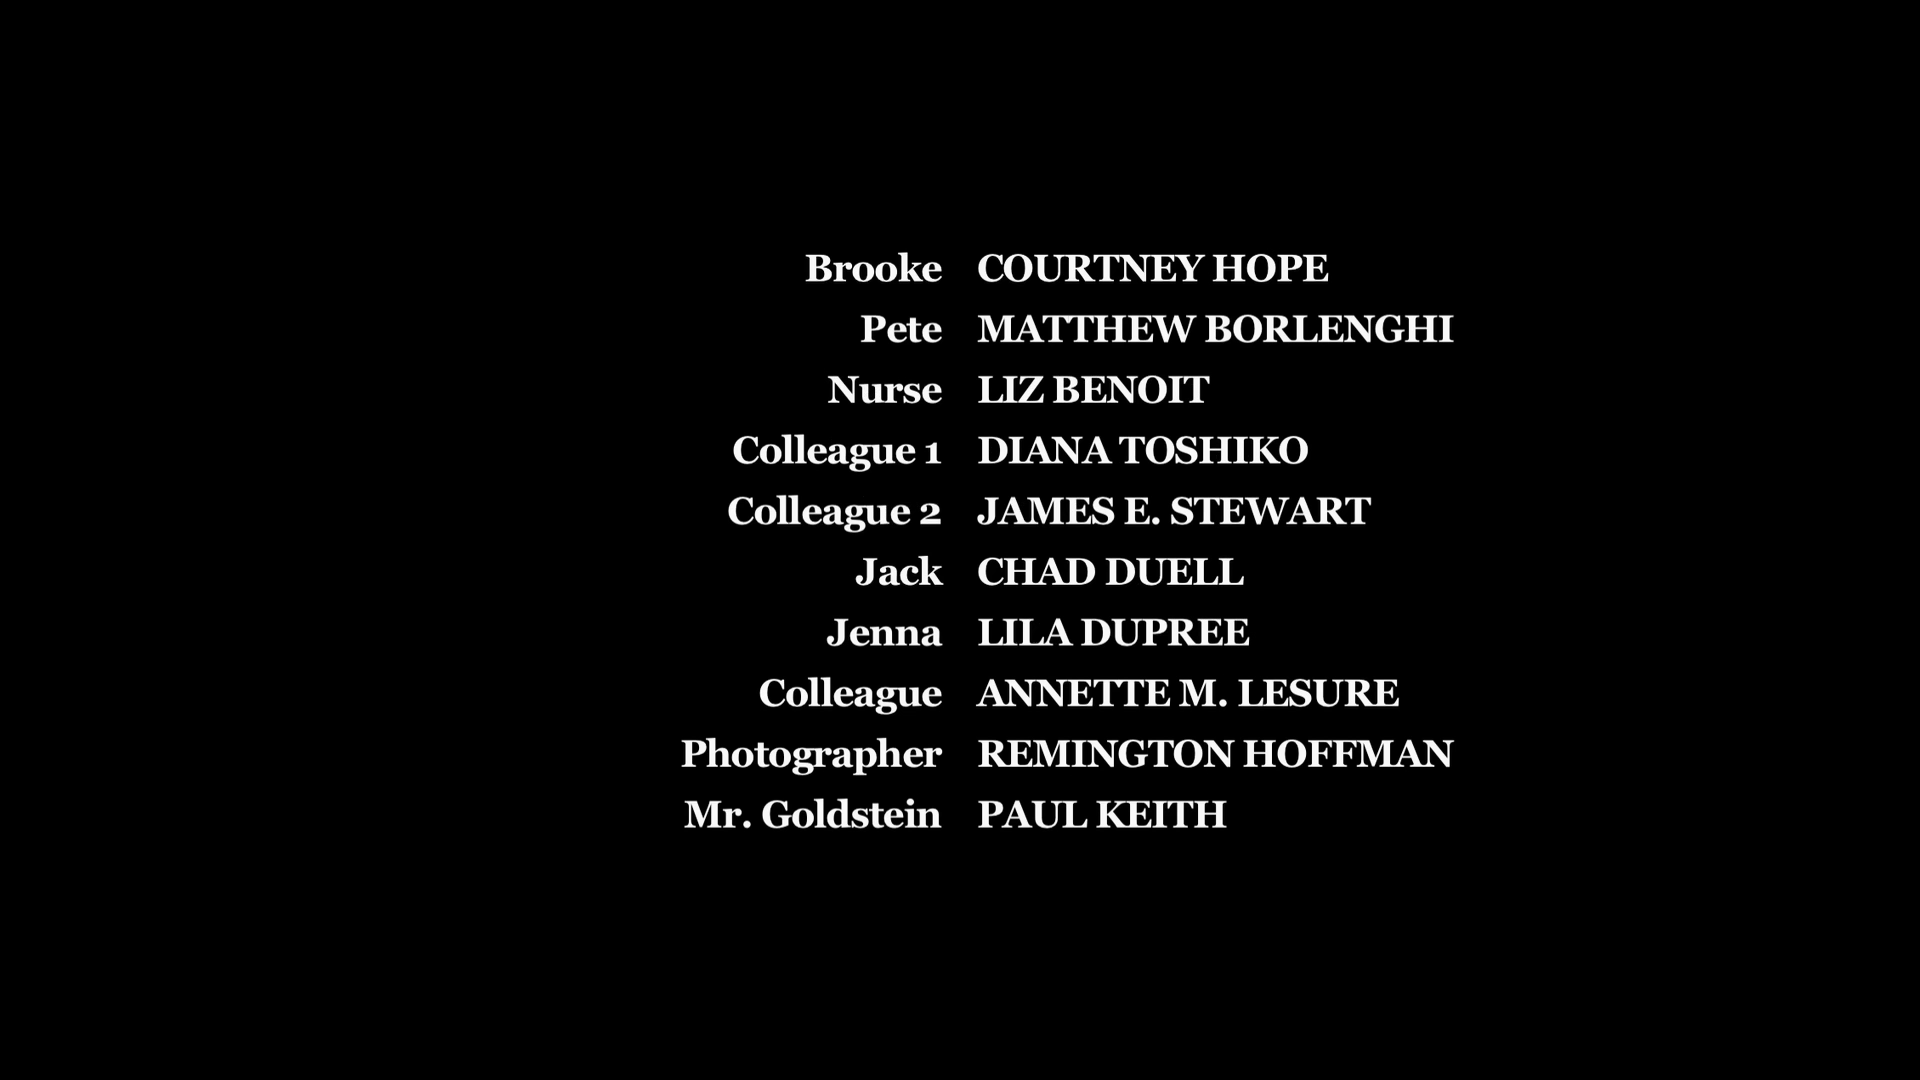 Brooke COURTNEY HOPE
Pete MATTHEW BORLENGHI
Nurse LIZ BENOIT
Colleague 1 DIANA TOSHIKO
Colleague 2 JAMES E. STEWART
Jack CHAD DUELL
Jenna LILA DUPREE
Colleague ANNETTE M. LESURE
Photographer REMINGTON HOFFMAN
Mr. Goldstein PAUL KEITH